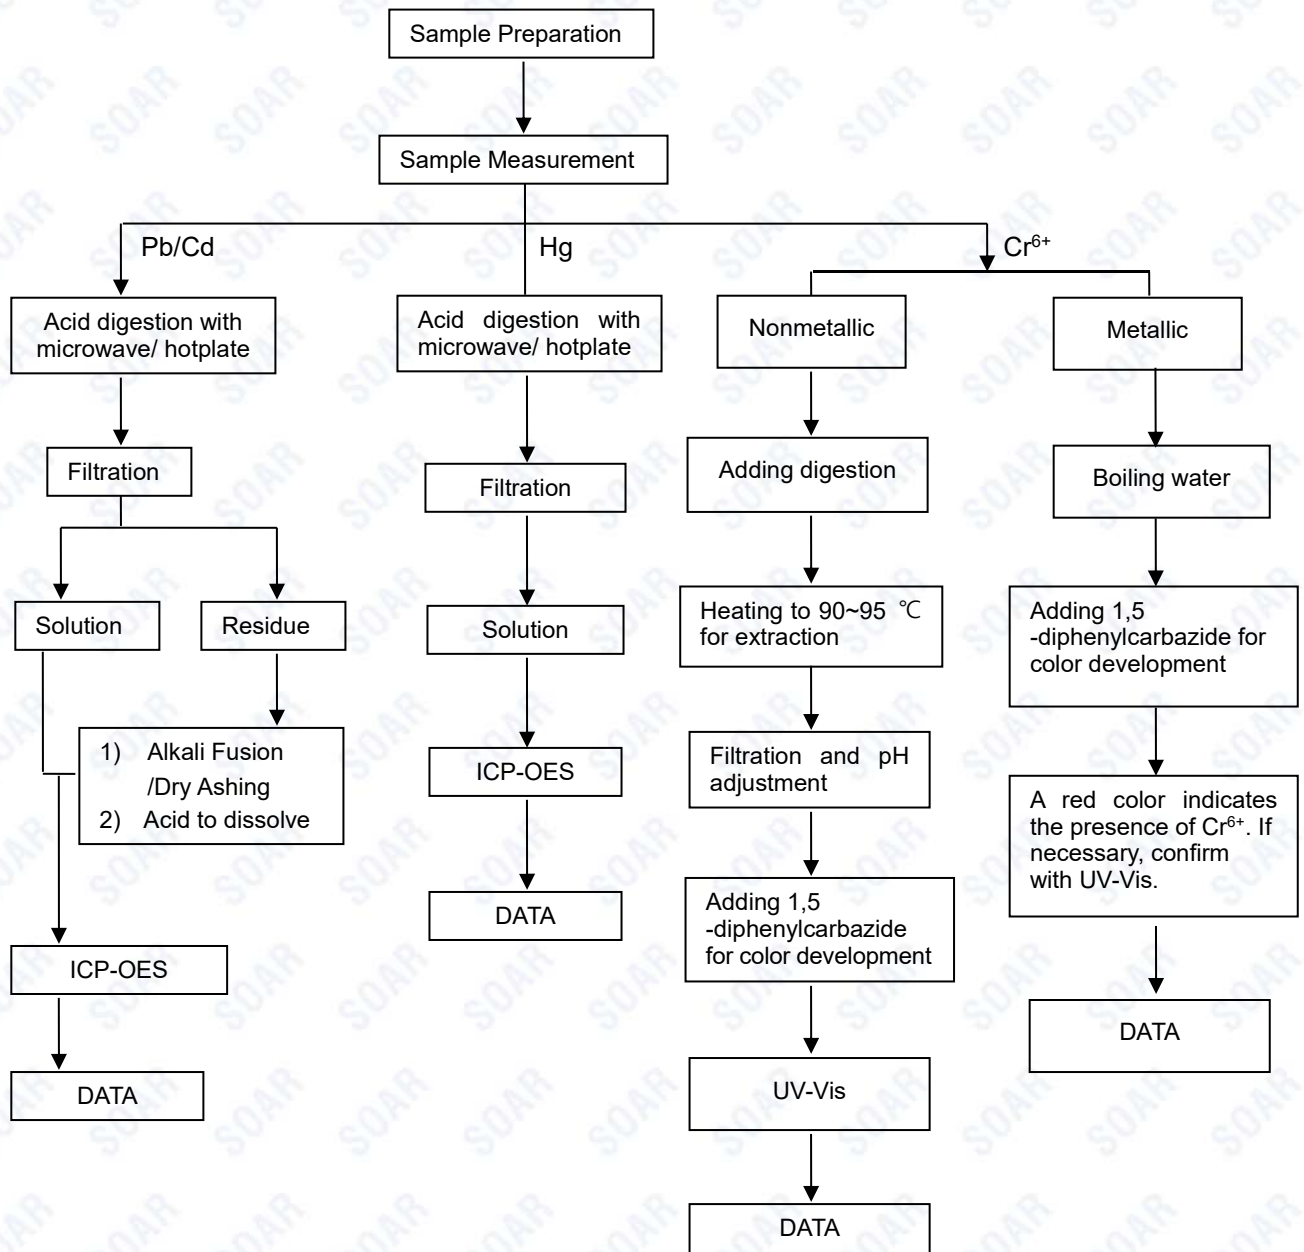 Sample Preparation
Sample Measurement
Pb/Cd
Hg
Cr⁶⁺
Acid digestion with
microwave/ hotplate
Filtration
Solution
Residue
1) Alkali Fusion
/Dry Ashing
2) Acid to dissolve
ICP-OES
DATA
Acid digestion with
microwave/ hotplate
Filtration
Solution
ICP-OES
DATA
Nonmetallic
Adding digestion
Heating to 90~95 ℃
for extraction
Filtration and pH
adjustment
Adding 1,5
-diphenylcarbazide
for color development
UV-Vis
DATA
Metallic
Boiling water
Adding 1,5
-diphenylcarbazide for
color development
A red color indicates
the presence of Cr⁶⁺. If
necessary, confirm
with UV-Vis.
DATA
SOAR